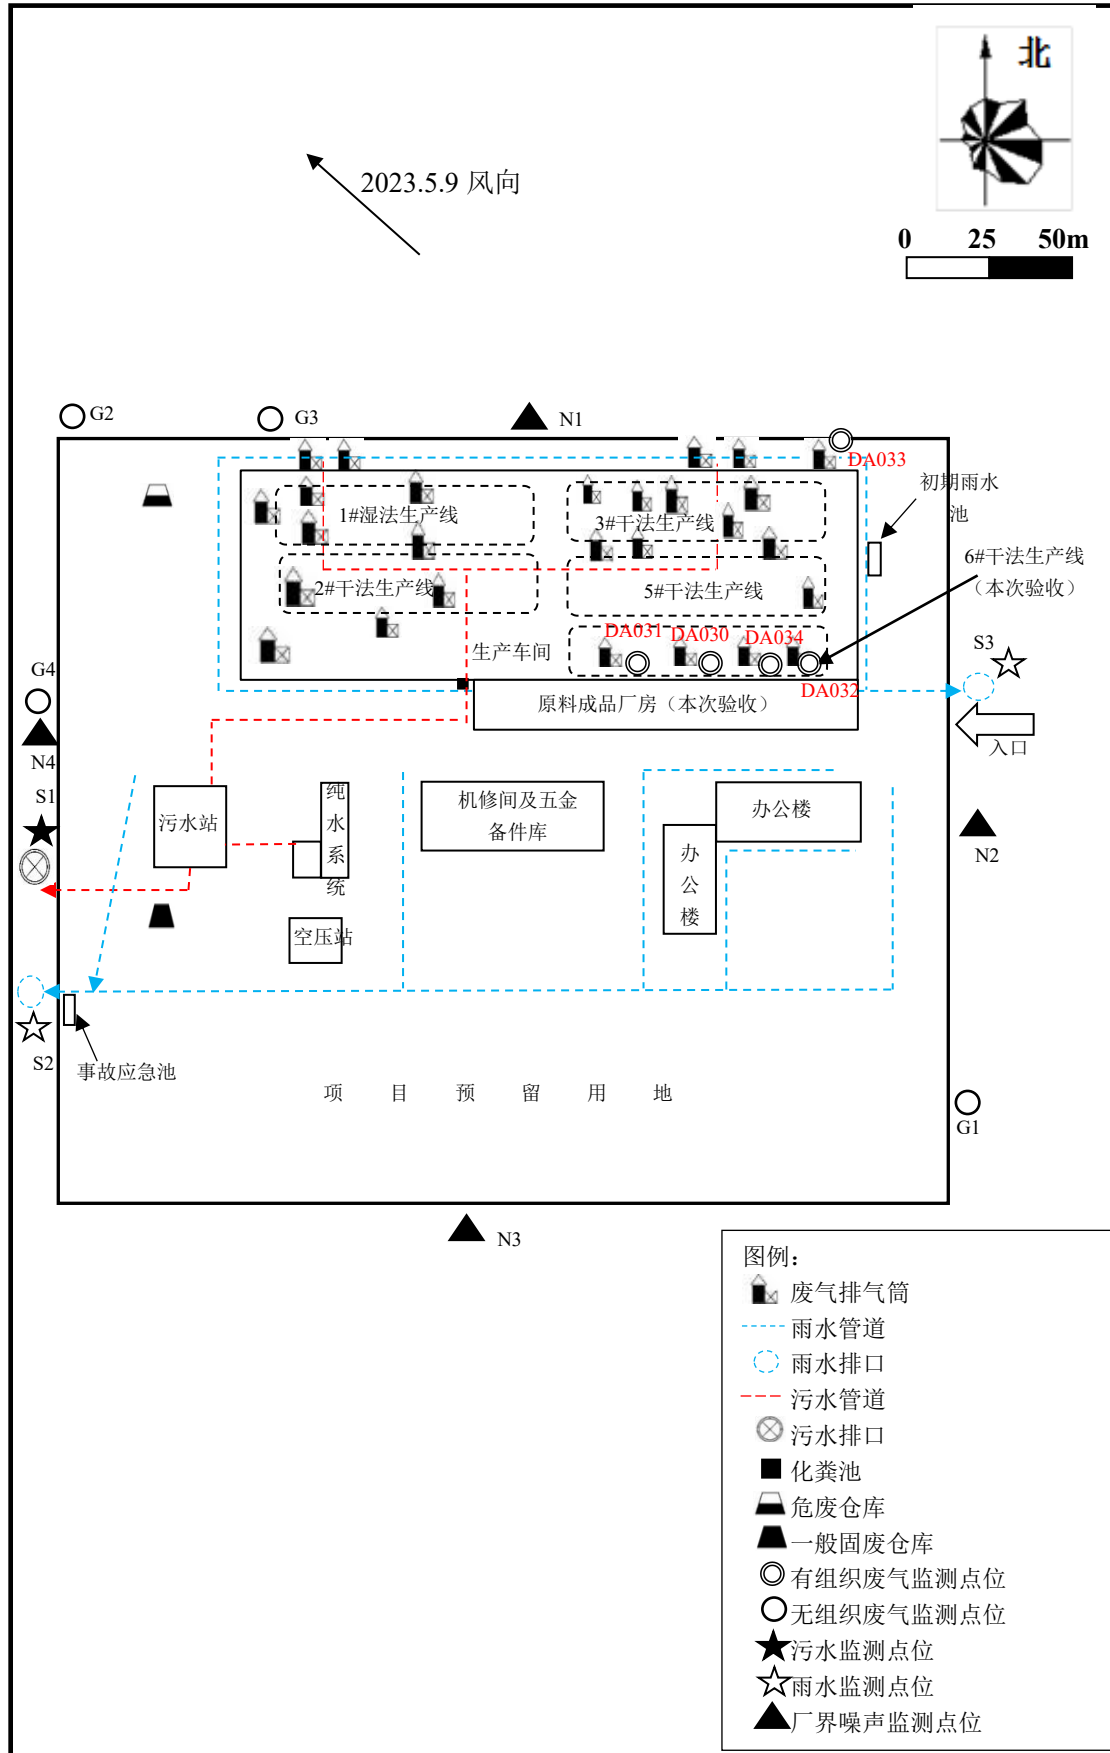 北
2023.5.9 风向
0 25 50m
G2
G3
N1
DA033
初期雨水
池
1#湿法生产线
3#干法生产线
6#干法生产线
（本次验收）
2#干法生产线
5#干法生产线
DA031
DA030
DA034
生产车间
S3
G4
DA032
原料成品厂房（本次验收）
入口
N4
S1
污水站
纯水系统
机修间及五金
备件库
办公楼
办公楼
N2
空压站
S2
事故应急池
项目预留用地
G1
N3
图例：
废气排气筒
雨水管道
雨水排口
污水管道
污水排口
化粪池
危废仓库
一般固废仓库
有组织废气监测点位
无组织废气监测点位
污水监测点位
雨水监测点位
厂界噪声监测点位